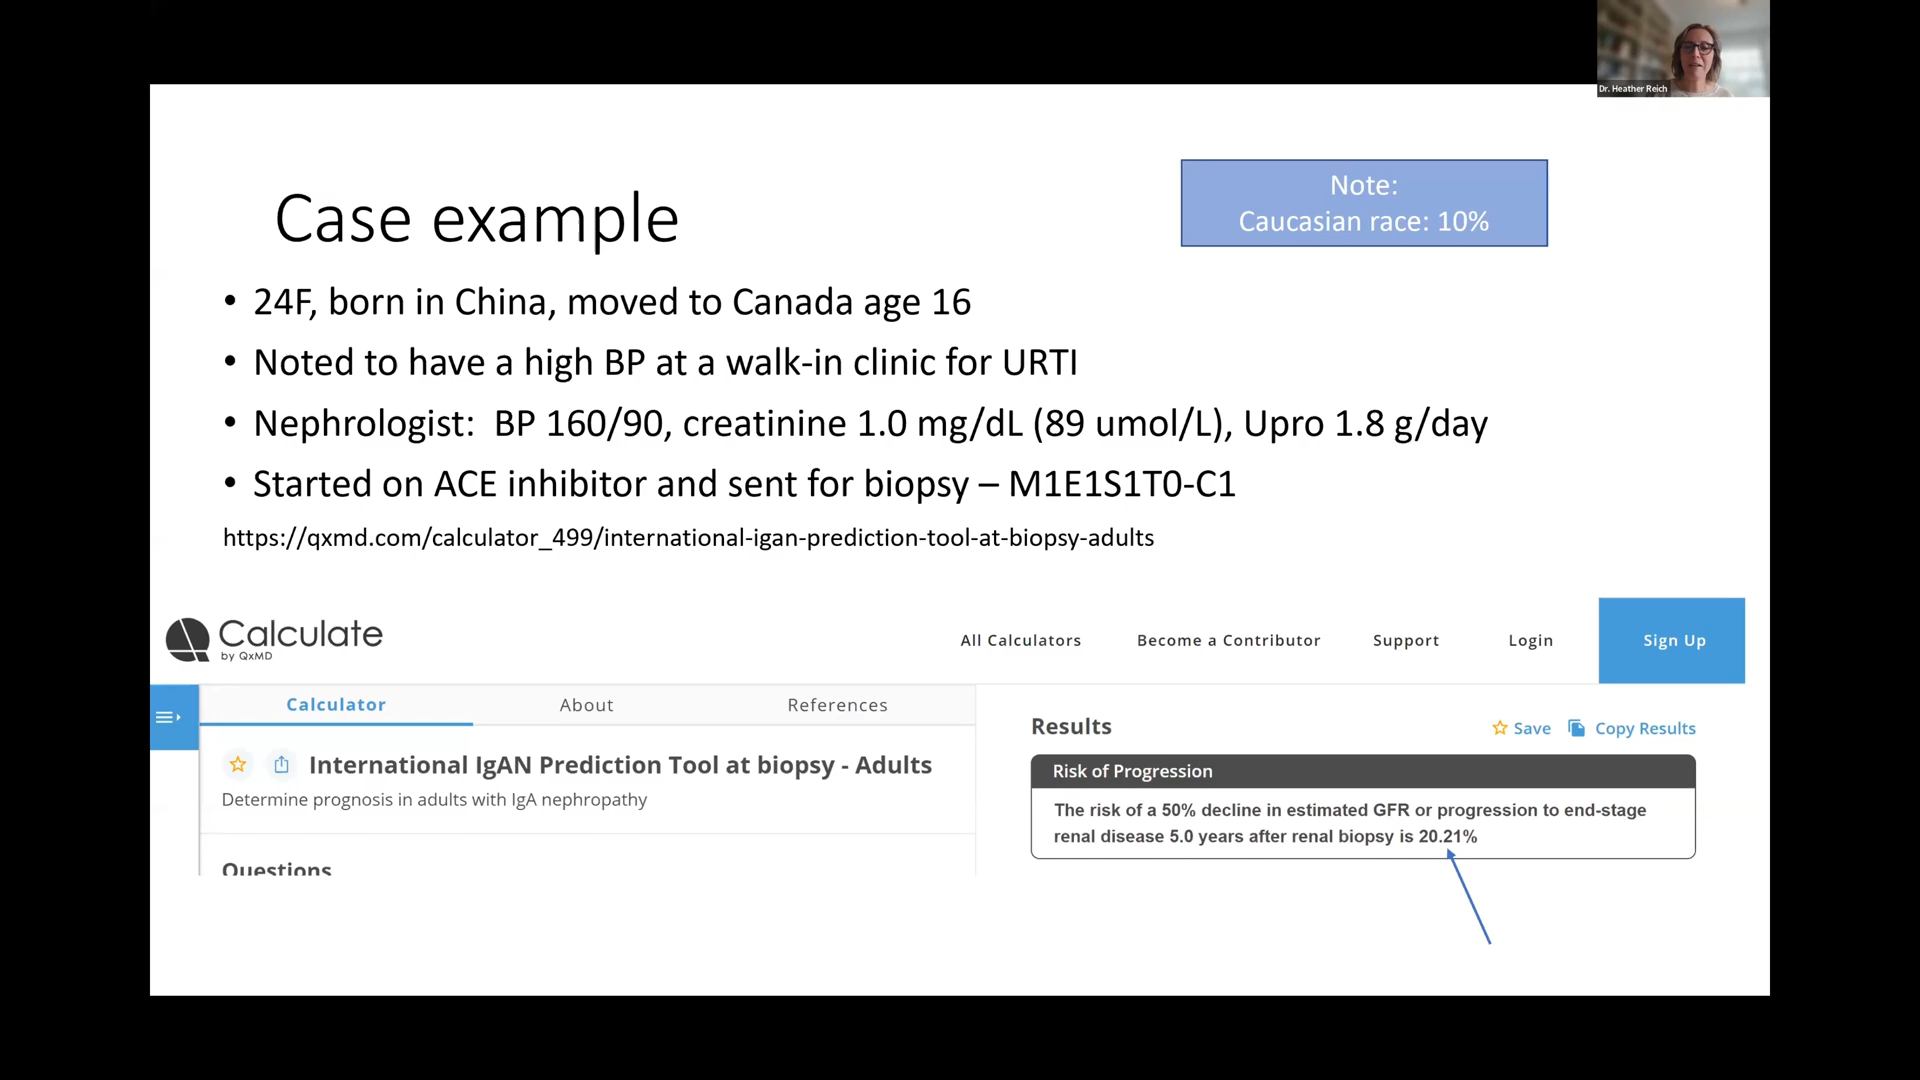 Dr. Heather Reich
Note:
Caucasian race: 10%
Case example
• 24F, born in China, moved to Canada age 16
• Noted to have a high BP at a walk-in clinic for URTI
• Nephrologist: BP 160/90, creatinine 1.0 mg/dL (89 umol/L), Upro 1.8 g/day
• Started on ACE inhibitor and sent for biopsy – M1E1S1T0-C1
https://qxmd.com/calculator_499/international-igan-prediction-tool-at-biopsy-adults
Calculate
by QxMD
All Calculators Become a Contributor Support Login Sign Up
Calculator About References
International IgAN Prediction Tool at biopsy - Adults
Determine prognosis in adults with IgA nephropathy
Questions
Results
Save Copy Results
Risk of Progression
The risk of a 50% decline in estimated GFR or progression to end-stage
renal disease 5.0 years after renal biopsy is 20.21%